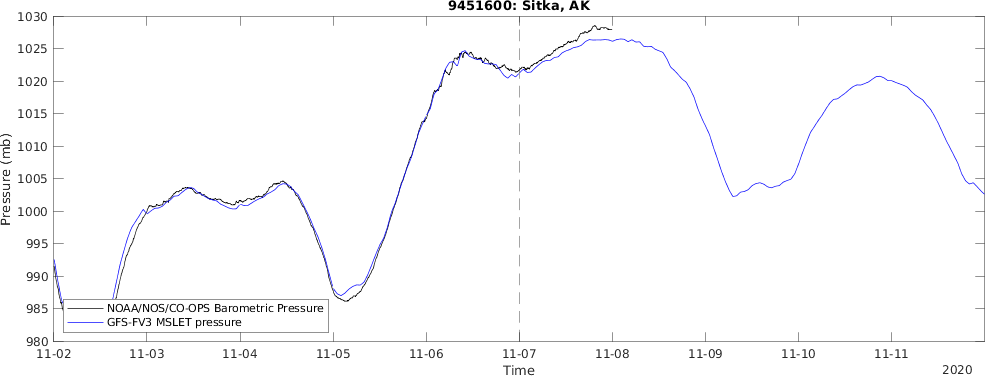 9451600: Sitka, AK
1030
1025
1020
1015
1010
1005
1000
995
990
985
980
Pressure (mb)
NOAA/NOS/CO-OPS Barometric Pressure
GFS-FV3 MSLET pressure
11-02 11-03 11-04 11-05 11-06 11-07 11-08 11-09 11-10 11-11
Time
2020